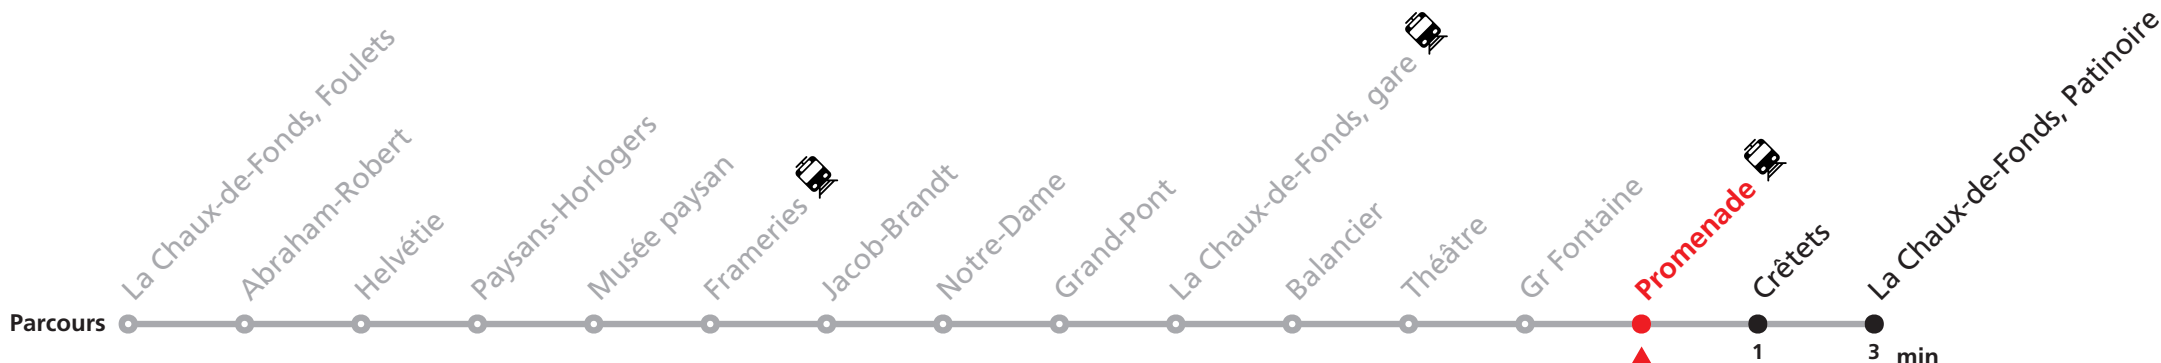 La Chaux-de-Fonds, Foulets
Abraham-Robert
Helvétie
Paysans-Horlogers
Musée paysan
Frameries
Jacob-Brandt
Notre-Dame
Grand-Pont
La Chaux-de-Fonds, gare
Balancier
Théâtre
Gr Fontaine
Promenade
Crêtets
La Chaux-de-Fonds, Patinoire
Parcours
1
3 min